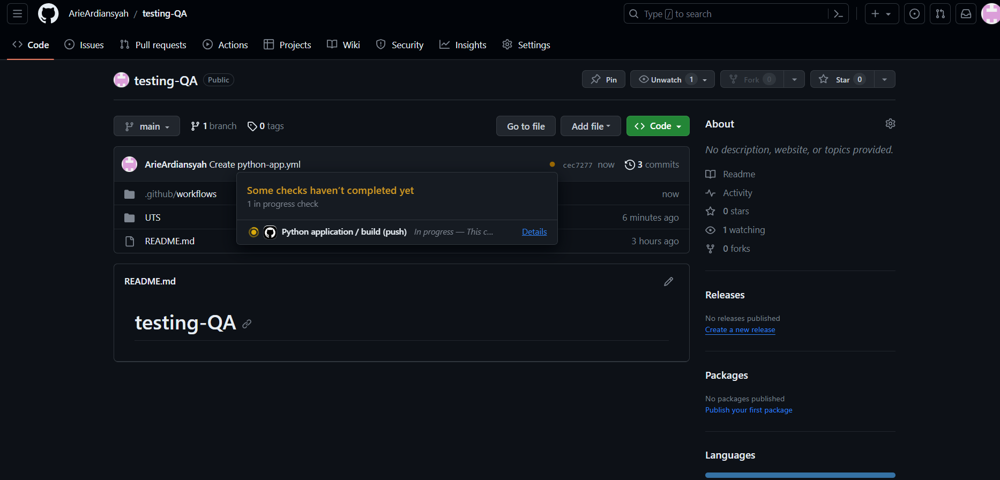 ArieArdiansyah / testing-QA
Type / to search
Code Issues Pull requests Actions Projects Wiki Security Insights Settings
testing-QA Public
Pin Unwatch 1 Fork 0 Star 0
main 1 branch 0 tags Go to file Add file Code
ArieArdiansyah Create python-app.yml cec7277 now 3 commits
Some checks haven’t completed yet
1 in progress check
.github/workflows now
UTS 6 minutes ago
Python application / build (push) In progress — This c... Details
README.md 3 hours ago
README.md
testing-QA
About
No description, website, or topics provided.
Readme
Activity
0 stars
1 watching
0 forks
Releases
No releases published
Create a new release
Packages
No packages published
Publish your first package
Languages